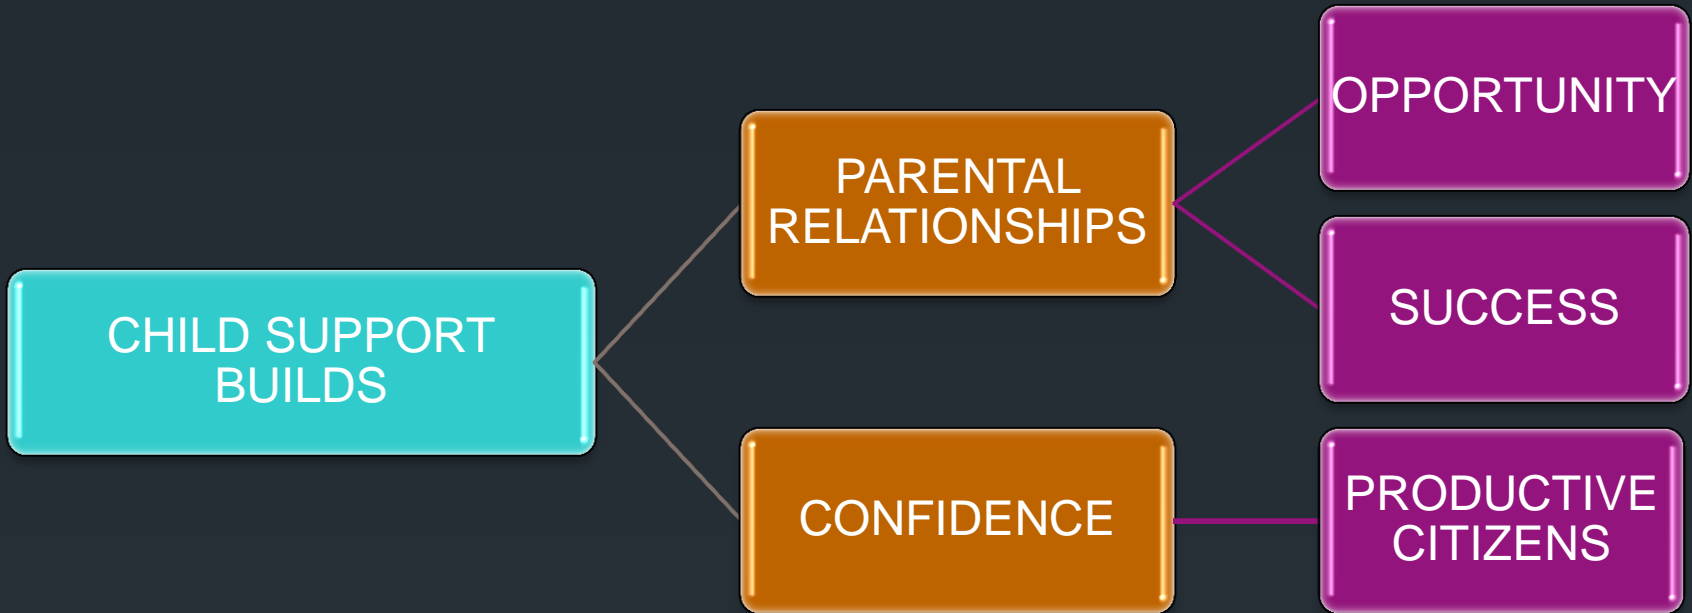 CHILD SUPPORT
BUILDS
PARENTAL
RELATIONSHIPS
OPPORTUNITY
SUCCESS
CONFIDENCE
PRODUCTIVE
CITIZENS